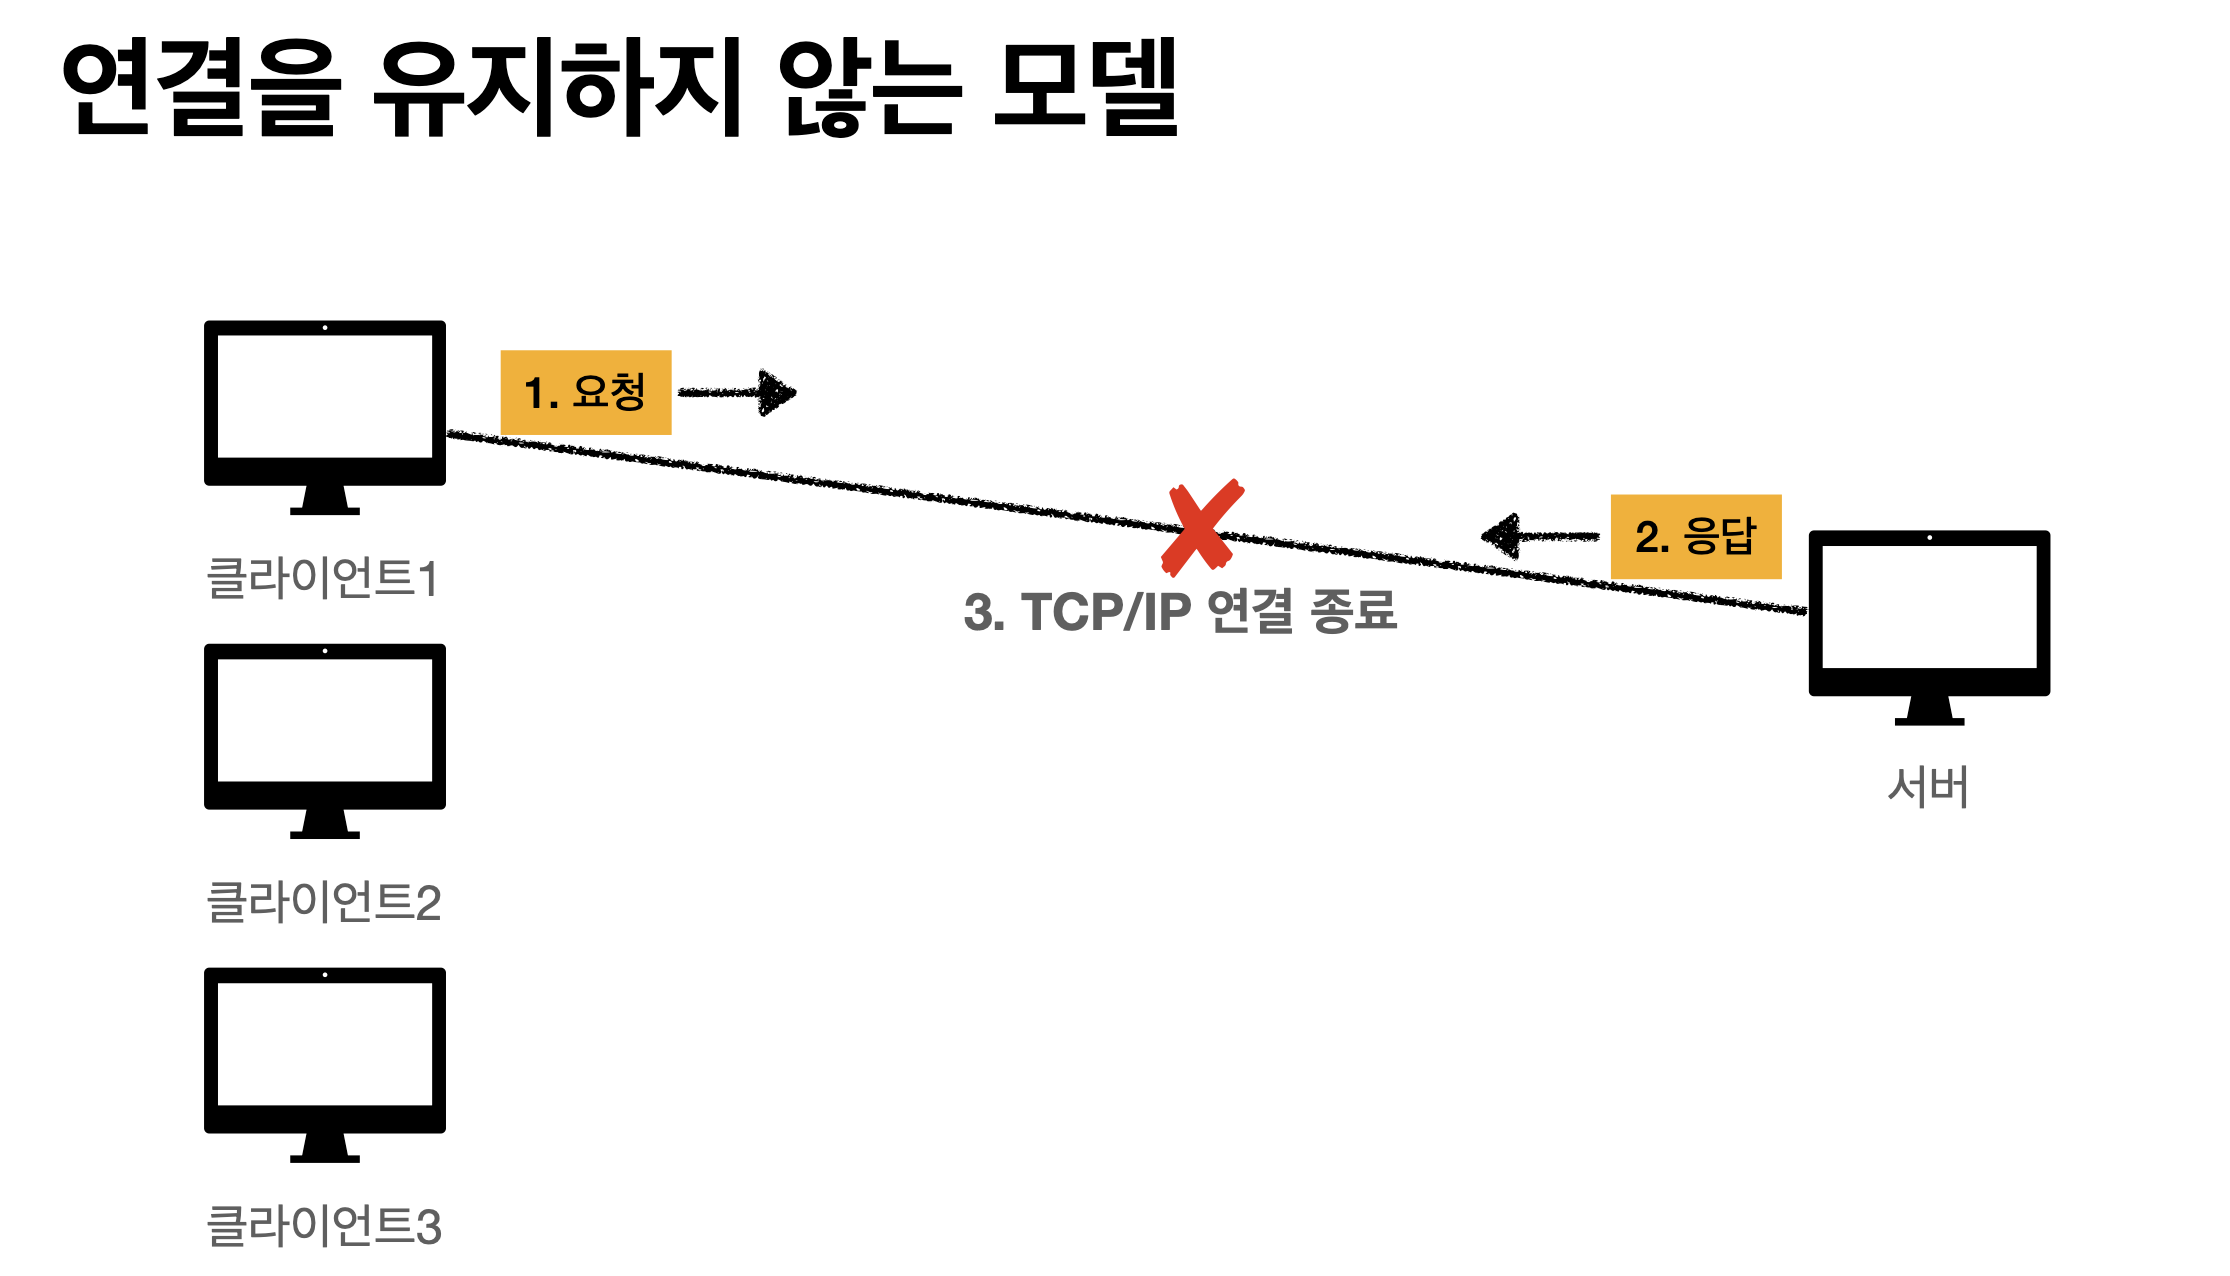 연결을 유지하지 않는 모델
1. 요청
2. 응답
3. TCP/IP 연결 종료
클라이언트1
서버
클라이언트2
클라이언트3